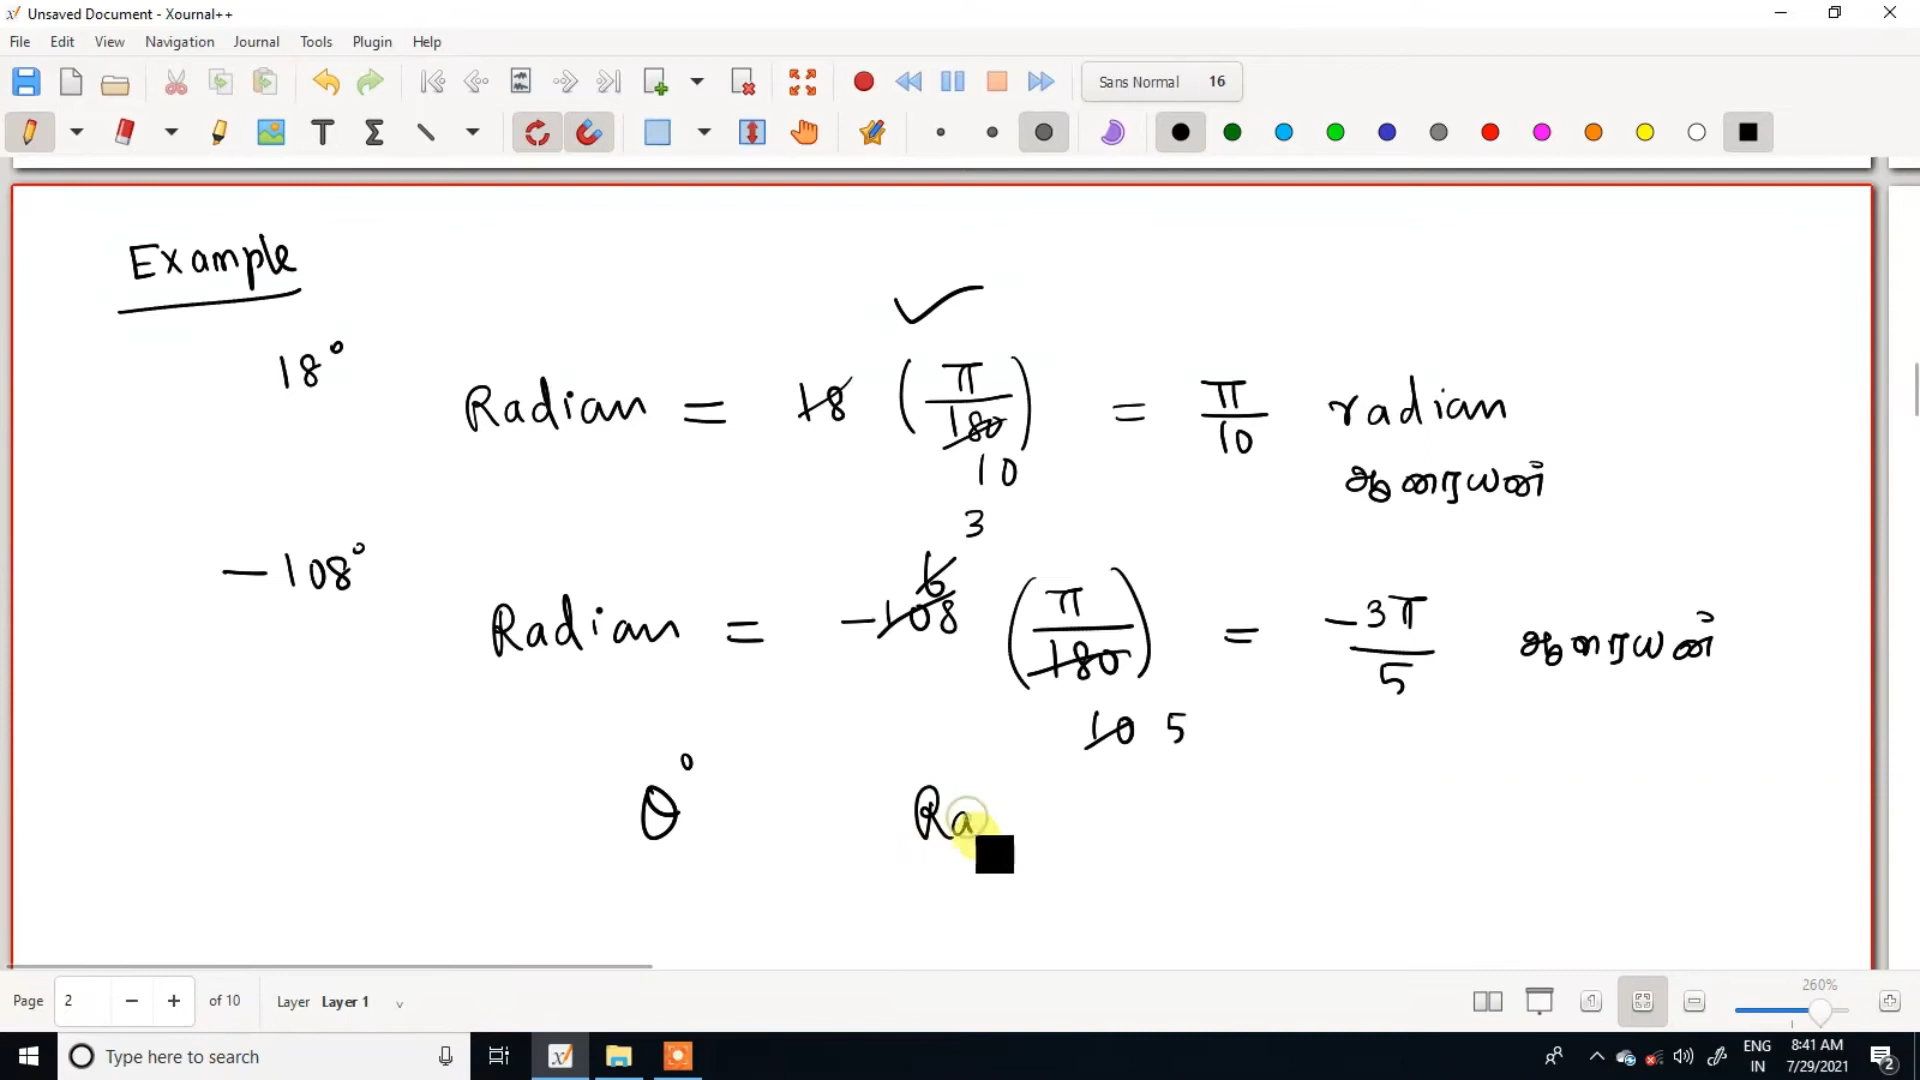 Unsaved Document - Xournal++
File Edit View Navigation Journal Tools Plugin Help
Sans Normal 16
Example
18°
Radian = 18 (π/180) = π/10 radian
10
ஆரையன்
3
-108°
6
Radian = -108 (π/180) = -3π/5 ஆரையன்
10 5
θ° Ra
Page 2 of 10 Layer Layer 1
260%
Type here to search
ENG
IN
8:41 AM
7/29/2021
2